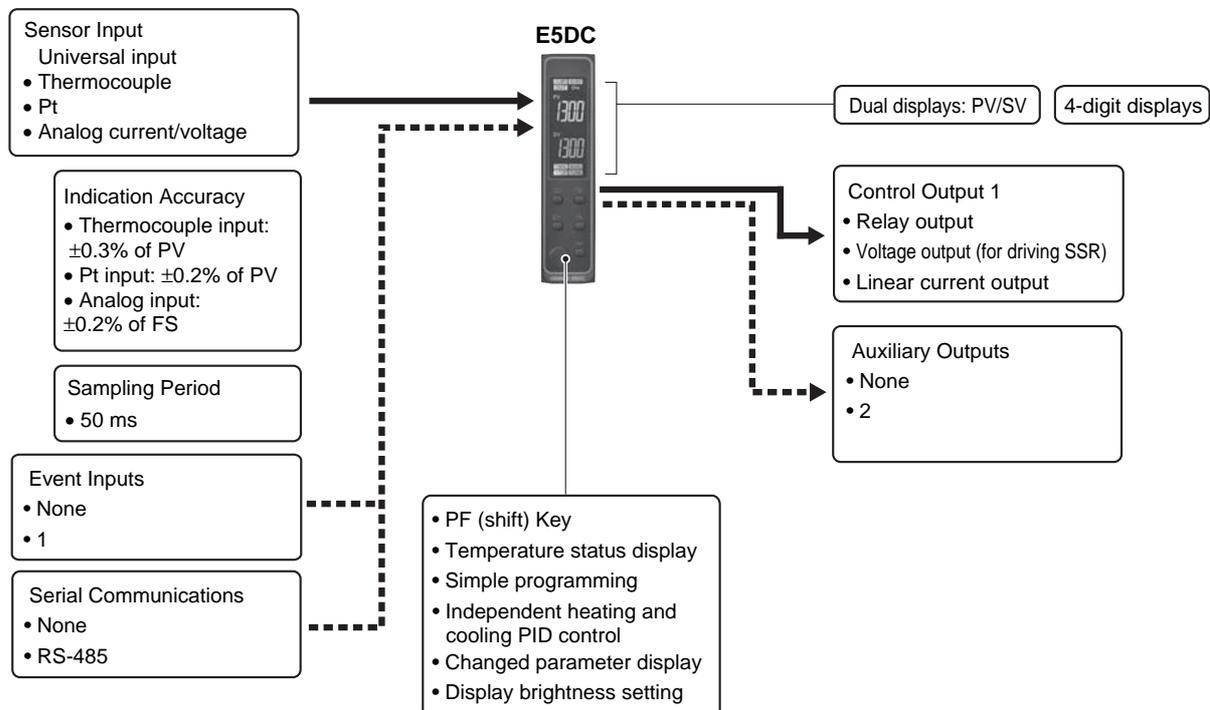 Sensor Input
Universal input
• Thermocouple
• Pt
• Analog current/voltage
Indication Accuracy
• Thermocouple input:
±0.3% of PV
• Pt input: ±0.2% of PV
• Analog input:
±0.2% of FS
Sampling Period
• 50 ms
Event Inputs
• None
• 1
Serial Communications
• None
• RS-485
E5DC
PV
1300
SV
1300
• PF (shift) Key
• Temperature status display
• Simple programming
• Independent heating and
cooling PID control
• Changed parameter display
• Display brightness setting
Dual displays: PV/SV
4-digit displays
Control Output 1
• Relay output
• Voltage output (for driving SSR)
• Linear current output
Auxiliary Outputs
• None
• 2